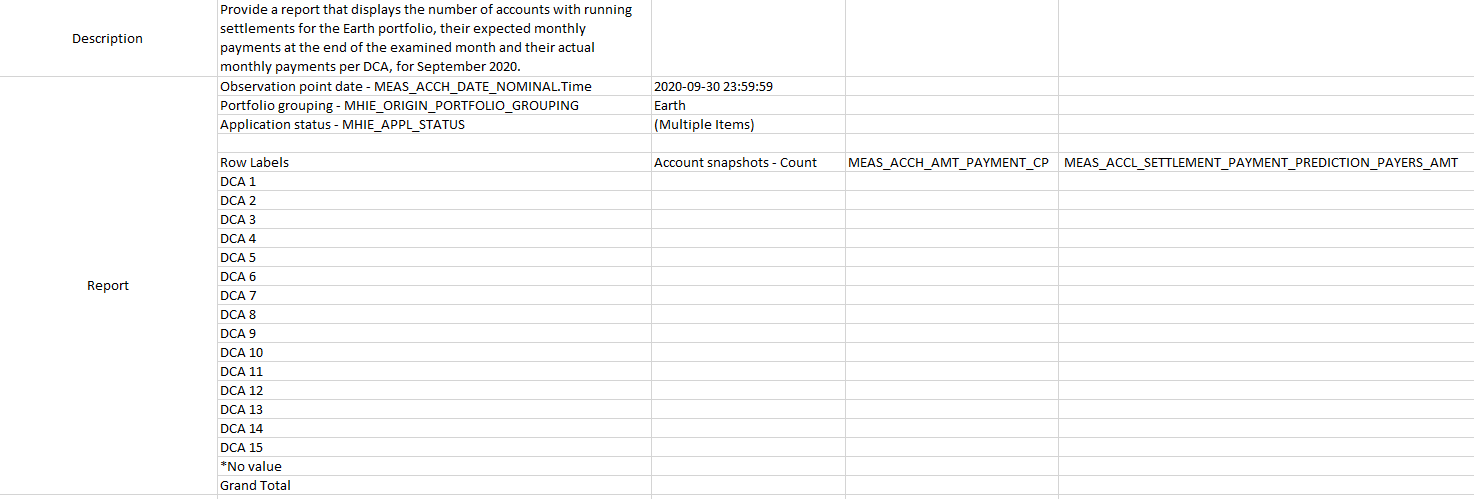 Description
Provide a report that displays the number of accounts with running
settlements for the Earth portfolio, their expected monthly
payments at the end of the examined month and their actual
monthly payments per DCA, for September 2020.
Report
Observation point date - MEAS_ACCH_DATE_NOMINAL.Time 2020-09-30 23:59:59
Portfolio grouping - MHIE_ORIGIN_PORTFOLIO_GROUPING Earth
Application status - MHIE_APPL_STATUS (Multiple Items)
Row Labels Account snapshots - Count MEAS_ACCH_AMT_PAYMENT_CP MEAS_ACCL_SETTLEMENT_PAYMENT_PREDICTION_PAYERS_AMT
DCA 1
DCA 2
DCA 3
DCA 4
DCA 5
DCA 6
DCA 7
DCA 8
DCA 9
DCA 10
DCA 11
DCA 12
DCA 13
DCA 14
DCA 15
*No value
Grand Total